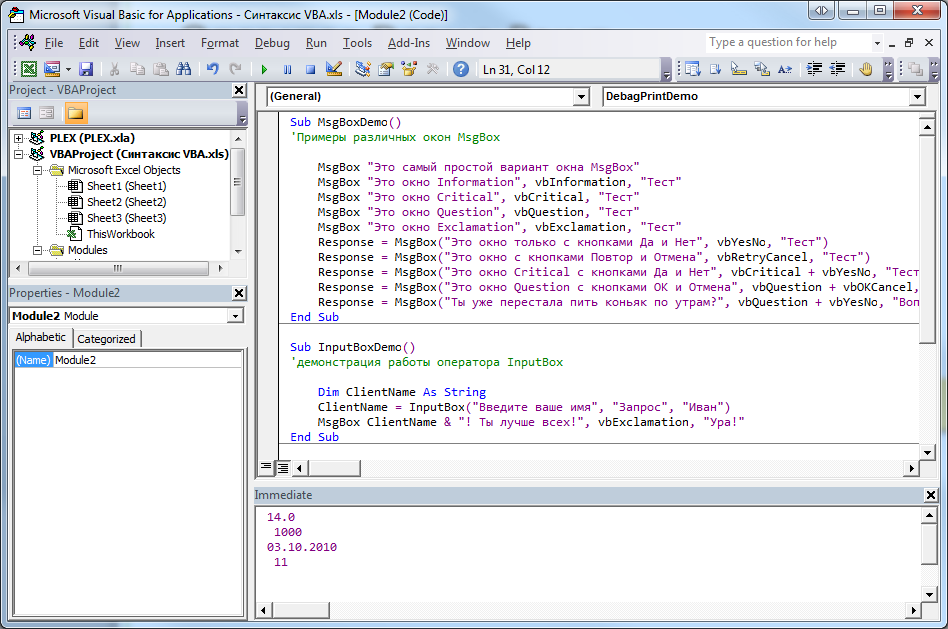 Microsoft Visual Basic for Applications - Синтаксис VBA.xls - [Module2 (Code)]
File Edit View Insert Format Debug Run Tools Add-Ins Window Help
Type a question for help
Ln 31, Col 12
Project - VBAProject
PLEX (PLEX.xla)
VBAProject (Синтаксис VBA.xls)
Microsoft Excel Objects
Sheet1 (Sheet1)
Sheet2 (Sheet2)
Sheet3 (Sheet3)
ThisWorkbook
Modules
Properties - Module2
Module2 Module
Alphabetic Categorized
(Name) Module2
(General) DebagPrintDemo
Sub MsgBoxDemo()
'Примеры различных окон MsgBox
MsgBox "Это самый простой вариант окна MsgBox"
MsgBox "Это окно Information", vbInformation, "Тест"
MsgBox "Это окно Critical", vbCritical, "Тест"
MsgBox "Это окно Question", vbQuestion, "Тест"
MsgBox "Это окно Exclamation", vbExclamation, "Тест"
Response = MsgBox("Это окно только с кнопками Да и Нет", vbYesNo, "Тест")
Response = MsgBox("Это окно с кнопками Повтор и Отмена", vbRetryCancel, "Тест")
Response = MsgBox("Это окно Critical с кнопками Да и Нет", vbCritical + vbYesNo, "Тест
Response = MsgBox("Это окно Question с кнопками ОК и Отмена", vbQuestion + vbOKCancel,
Response = MsgBox("Ты уже перестала пить коньяк по утрам?", vbQuestion + vbYesNo, "Воп
End Sub
Sub InputBoxDemo()
'демонстрация работы оператора InputBox
Dim ClientName As String
ClientName = InputBox("Введите ваше имя", "Запрос", "Иван")
MsgBox ClientName & "! Ты лучше всех!", vbExclamation, "Ура!"
End Sub
Immediate
14.0
1000
03.10.2010
11